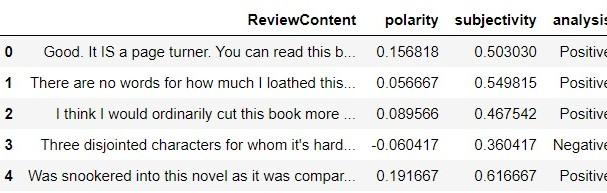 ReviewContent polarity subjectivity analysis
0 Good. It IS a page turner. You can read this b... 0.156818 0.503030 Positive
1 There are no words for how much I loathed this... 0.056667 0.549815 Positive
2 I think I would ordinarily cut this book more ... 0.089566 0.467542 Positive
3 Three disjointed characters for whom it's hard... -0.060417 0.360417 Negative
4 Was snookered into this novel as it was compar... 0.191667 0.616667 Positive